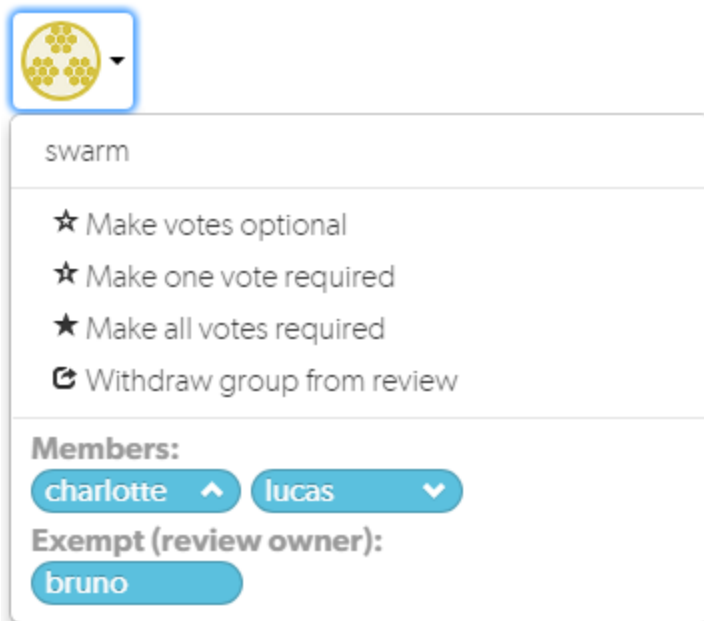 swarm
Make votes optional
Make one vote required
Make all votes required
Withdraw group from review
Members:
charlotte lucas
Exempt (review owner):
bruno